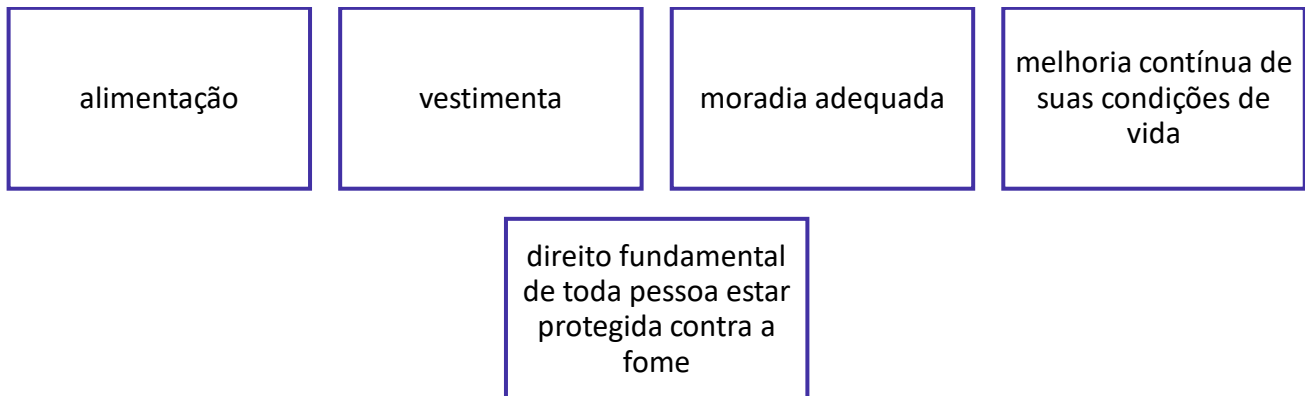 alimentação
vestimenta
moradia adequada
melhoria contínua de
suas condições de
vida
direito fundamental
de toda pessoa estar
protegida contra a
fome